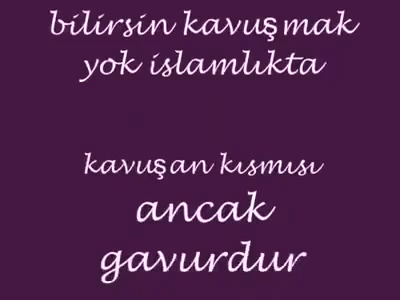 bilirsin kavuşmak
yok islamlıkta
kavuşan kısmısı
ancak
gavurdur